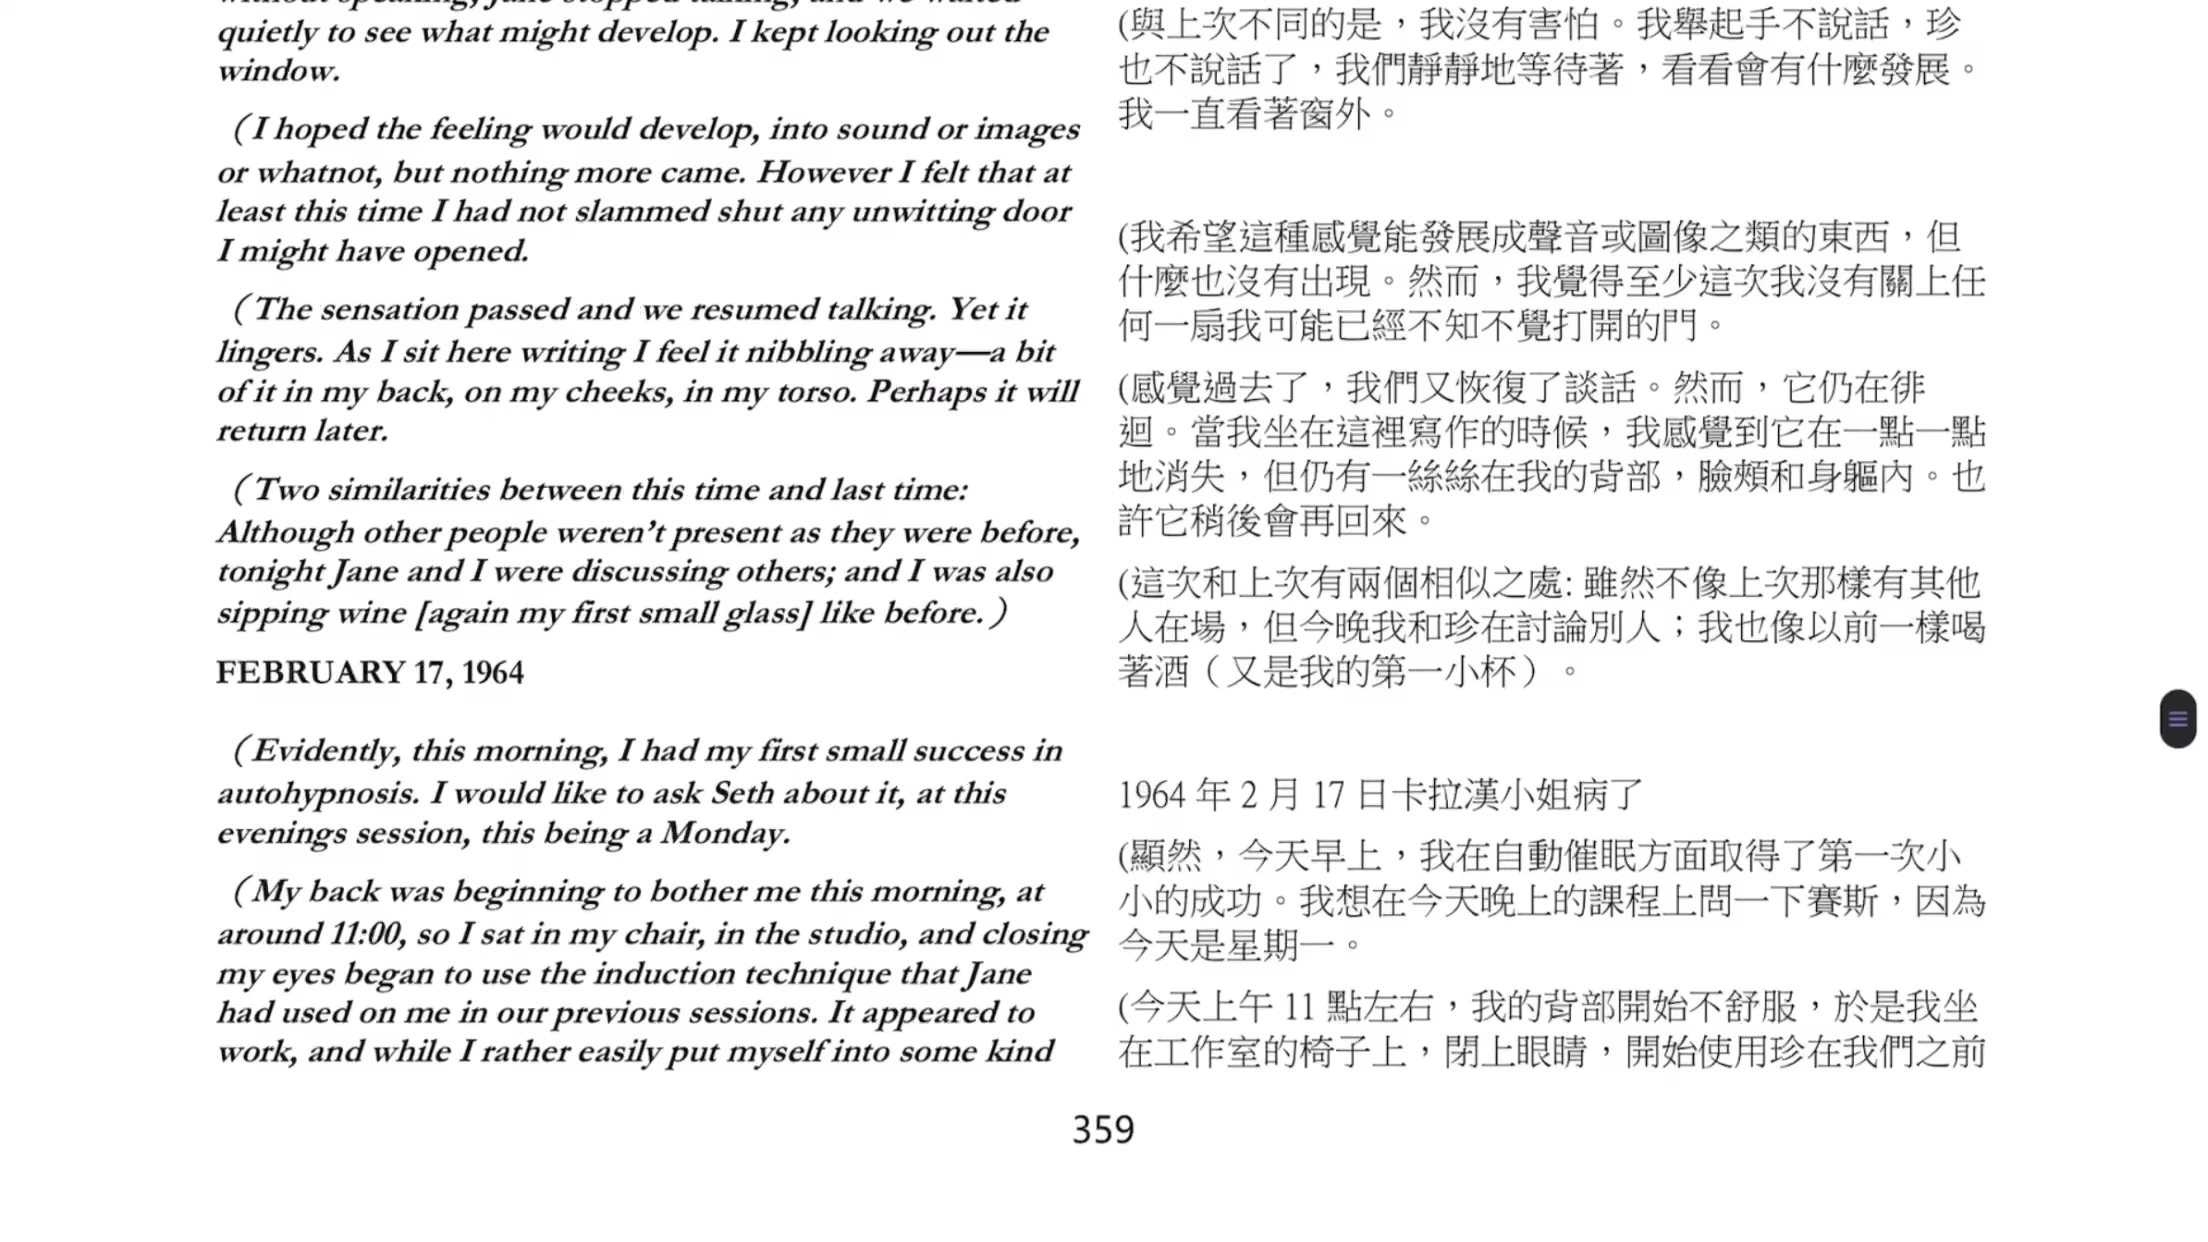 quietly to see what might develop. I kept looking out the
window.
（I hoped the feeling would develop, into sound or images
or whatnot, but nothing more came. However I felt that at
least this time I had not slammed shut any unwitting door
I might have opened.
（The sensation passed and we resumed talking. Yet it
lingers. As I sit here writing I feel it nibbling away—a bit
of it in my back, on my cheeks, in my torso. Perhaps it will
return later.
（Two similarities between this time and last time:
Although other people weren’t present as they were before,
tonight Jane and I were discussing others; and I was also
sipping wine [again my first small glass] like before.）
FEBRUARY 17, 1964
（Evidently, this morning, I had my first small success in
autohypnosis. I would like to ask Seth about it, at this
evenings session, this being a Monday.
（My back was beginning to bother me this morning, at
around 11:00, so I sat in my chair, in the studio, and closing
my eyes began to use the induction technique that Jane
had used on me in our previous sessions. It appeared to
work, and while I rather easily put myself into some kind
(與上次不同的是，我沒有害怕。我舉起手不說話，珍
也不說話了，我們靜靜地等待著，看看會有什麼發展。
我一直看著窗外。
(我希望這種感覺能發展成聲音或圖像之類的東西，但
什麼也沒有出現。然而，我覺得至少這次我沒有關上任
何一扇我可能已經不知不覺打開的門。
(感覺過去了，我們又恢復了談話。然而，它仍在徘
迴。當我坐在這裡寫作的時候，我感覺到它在一點一點
地消失，但仍有一絲絲在我的背部，臉頰和身軀內。也
許它稍後會再回來。
(這次和上次有兩個相似之處: 雖然不像上次那樣有其他
人在場，但今晚我和珍在討論別人；我也像以前一樣喝
著酒（又是我的第一小杯）。
1964 年 2 月 17 日卡拉漢小姐病了
(顯然，今天早上，我在自動催眠方面取得了第一次小
小的成功。我想在今天晚上的課程上問一下賽斯，因為
今天是星期一。
(今天上午 11 點左右，我的背部開始不舒服，於是我坐
在工作室的椅子上，閉上眼睛，開始使用珍在我們之前
359